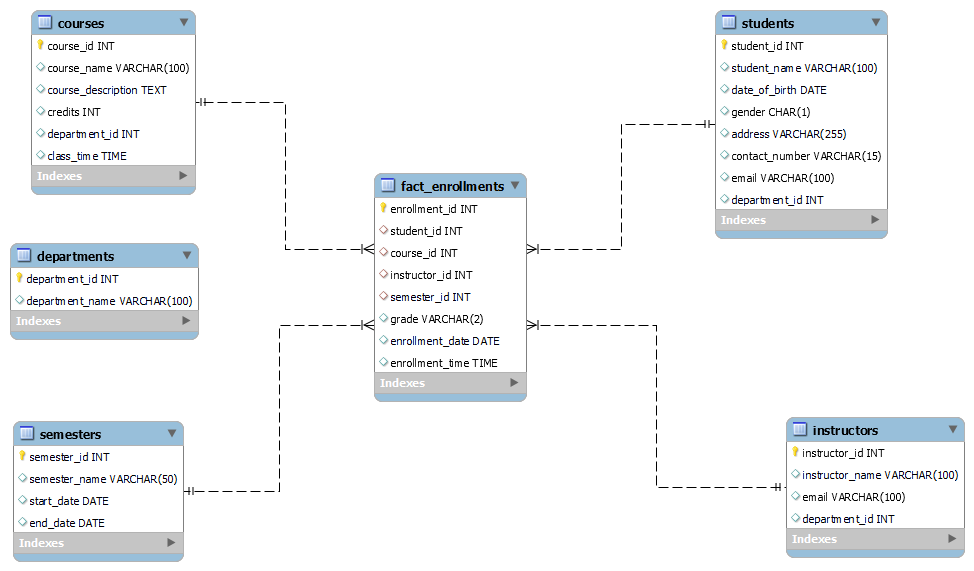 courses
course_id INT
course_name VARCHAR(100)
course_description TEXT
credits INT
department_id INT
class_time TIME
Indexes
students
student_id INT
student_name VARCHAR(100)
date_of_birth DATE
gender CHAR(1)
address VARCHAR(255)
contact_number VARCHAR(15)
email VARCHAR(100)
department_id INT
Indexes
fact_enrollments
enrollment_id INT
student_id INT
course_id INT
instructor_id INT
semester_id INT
grade VARCHAR(2)
enrollment_date DATE
enrollment_time TIME
Indexes
departments
department_id INT
department_name VARCHAR(100)
Indexes
semesters
semester_id INT
semester_name VARCHAR(50)
start_date DATE
end_date DATE
Indexes
instructors
instructor_id INT
instructor_name VARCHAR(100)
email VARCHAR(100)
department_id INT
Indexes